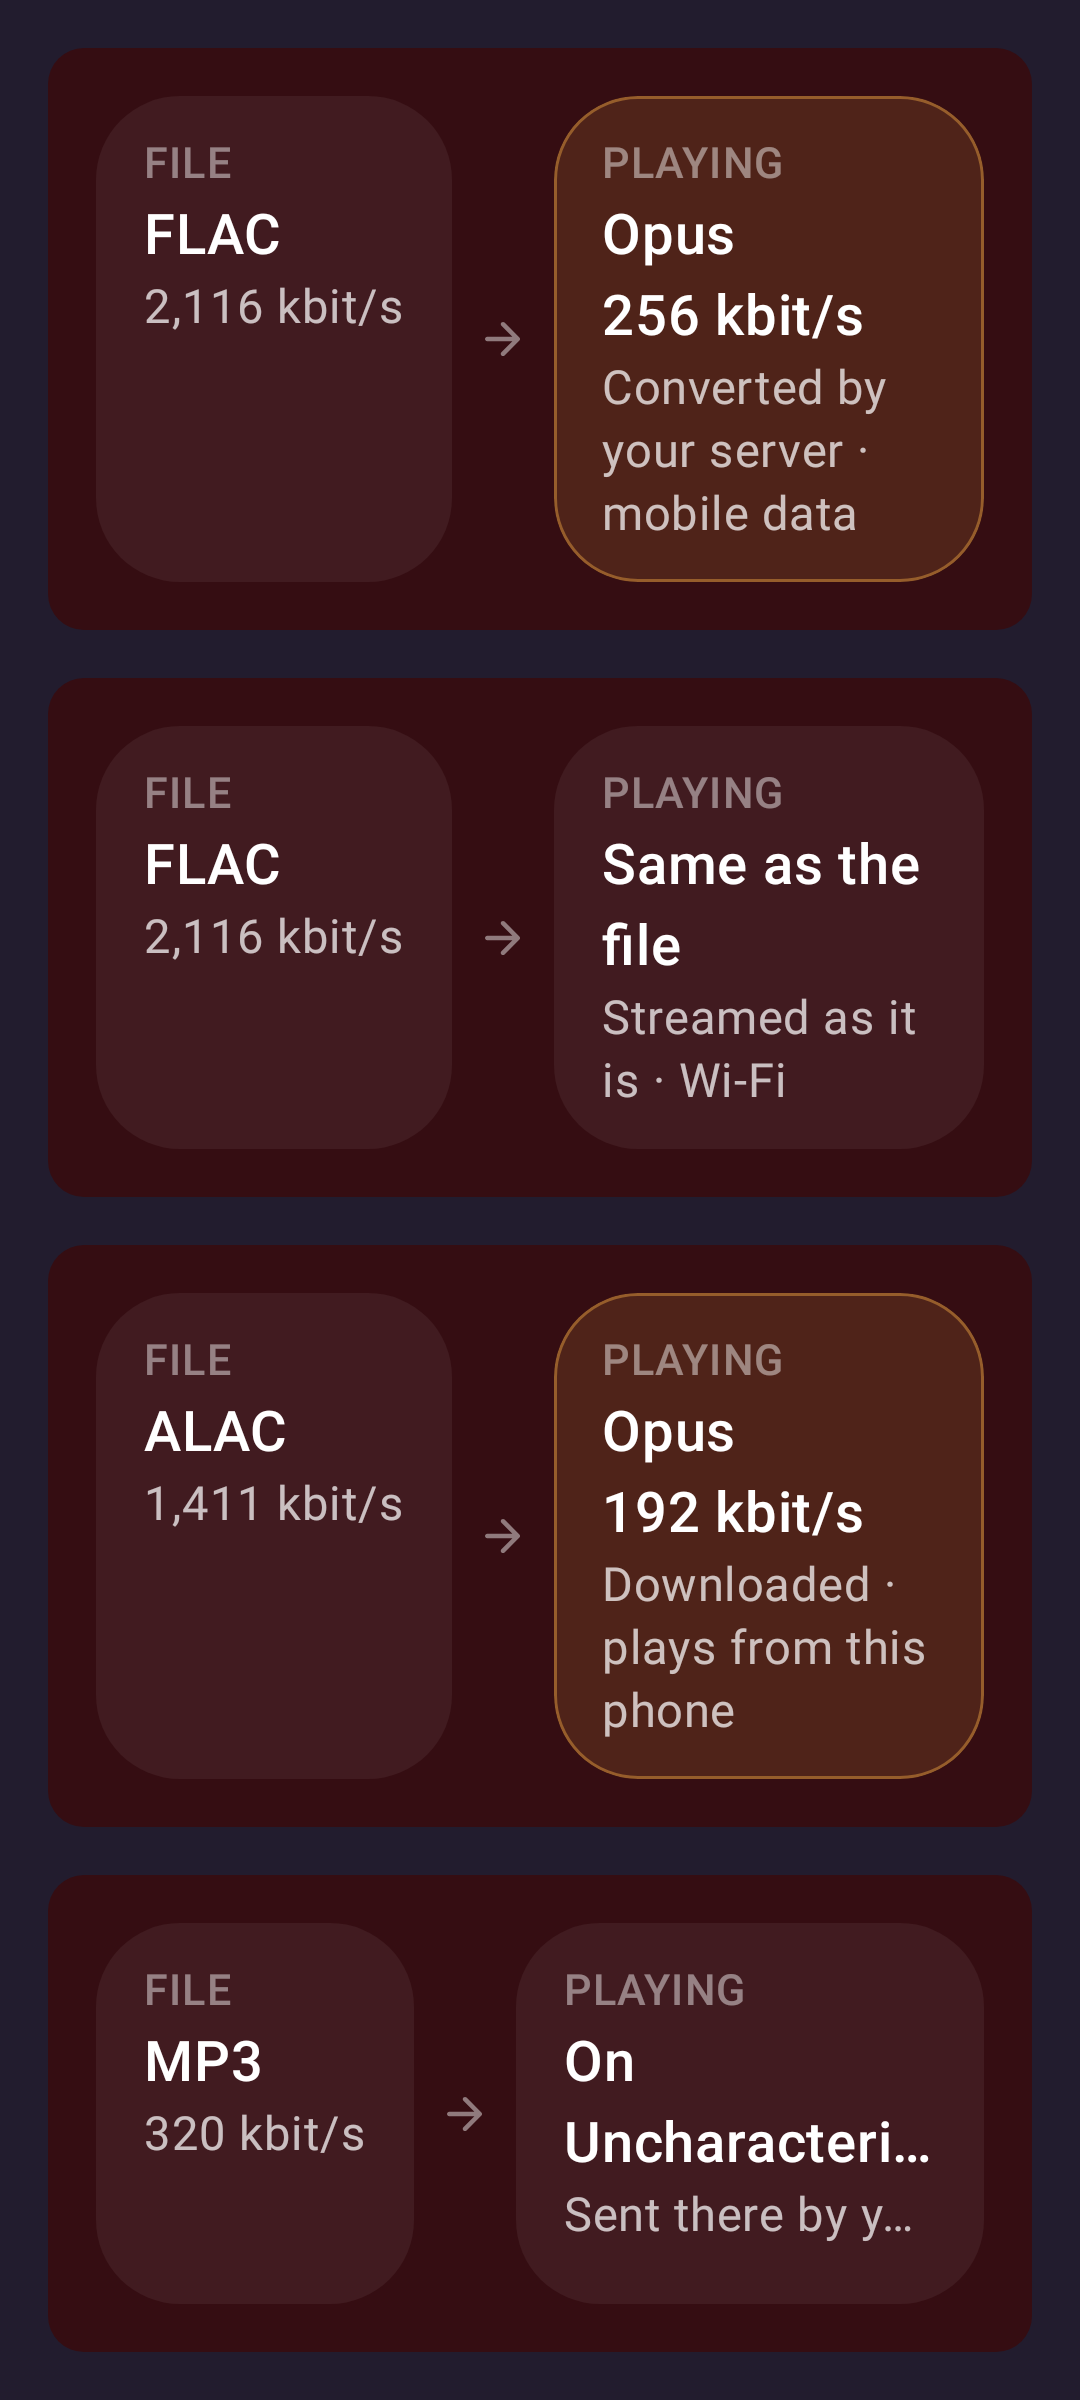 FILE
FLAC
2,116 kbit/s
PLAYING
Opus
256 kbit/s
Converted by
your server ·
mobile data
FILE
FLAC
2,116 kbit/s
PLAYING
Same as the
file
Streamed as it
is · Wi-Fi
FILE
ALAC
1,411 kbit/s
PLAYING
Opus
192 kbit/s
Downloaded ·
plays from this
phone
FILE
MP3
320 kbit/s
PLAYING
On
Uncharacteri…
Sent there by y…